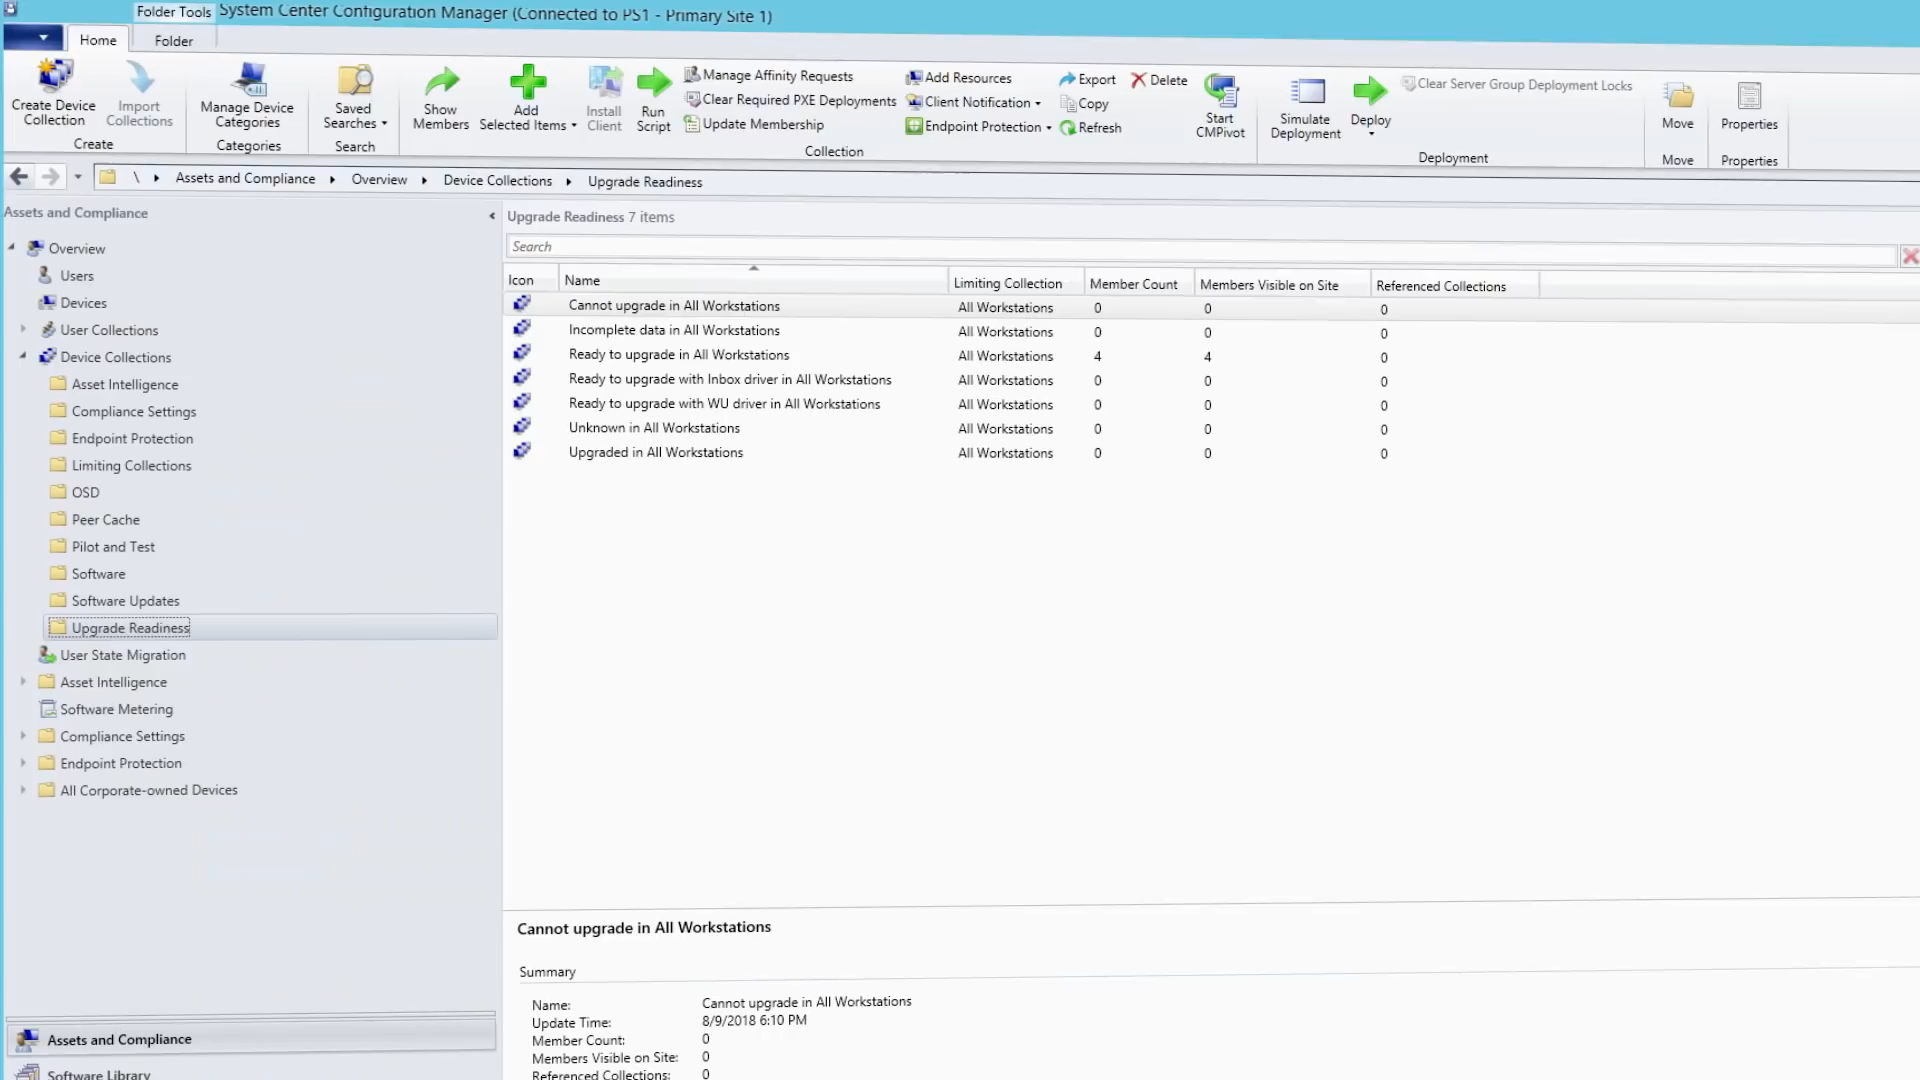 Folder Tools System Center Configuration Manager (Connected to PS1 - Primary Site 1)
Home Folder
Create Device Collection
Import Collections
Create
Manage Device Categories
Categories
Saved Searches
Search
Show Members
Add Selected Items
Install Client
Run Script
Manage Affinity Requests
Clear Required PXE Deployments
Update Membership
Add Resources
Client Notification
Endpoint Protection
Export
Copy
Refresh
Delete
Start CMPivot
Collection
Simulate Deployment
Deploy
Clear Server Group Deployment Locks
Deployment
Move
Move
Properties
Properties
\ Assets and Compliance Overview Device Collections Upgrade Readiness
Assets and Compliance
Overview
Users
Devices
User Collections
Device Collections
Asset Intelligence
Compliance Settings
Endpoint Protection
Limiting Collections
OSD
Peer Cache
Pilot and Test
Software
Software Updates
Upgrade Readiness
User State Migration
Asset Intelligence
Software Metering
Compliance Settings
Endpoint Protection
All Corporate-owned Devices
Assets and Compliance
Software Library
Upgrade Readiness 7 items
Search
Icon Name Limiting Collection Member Count Members Visible on Site Referenced Collections
Cannot upgrade in All Workstations All Workstations 0 0 0
Incomplete data in All Workstations All Workstations 0 0 0
Ready to upgrade in All Workstations All Workstations 4 4 0
Ready to upgrade with Inbox driver in All Workstations All Workstations 0 0 0
Ready to upgrade with WU driver in All Workstations All Workstations 0 0 0
Unknown in All Workstations All Workstations 0 0 0
Upgraded in All Workstations All Workstations 0 0 0
Cannot upgrade in All Workstations
Summary
Name: Cannot upgrade in All Workstations
Update Time: 8/9/2018 6:10 PM
Member Count: 0
Members Visible on Site: 0
Referenced Collections: 0